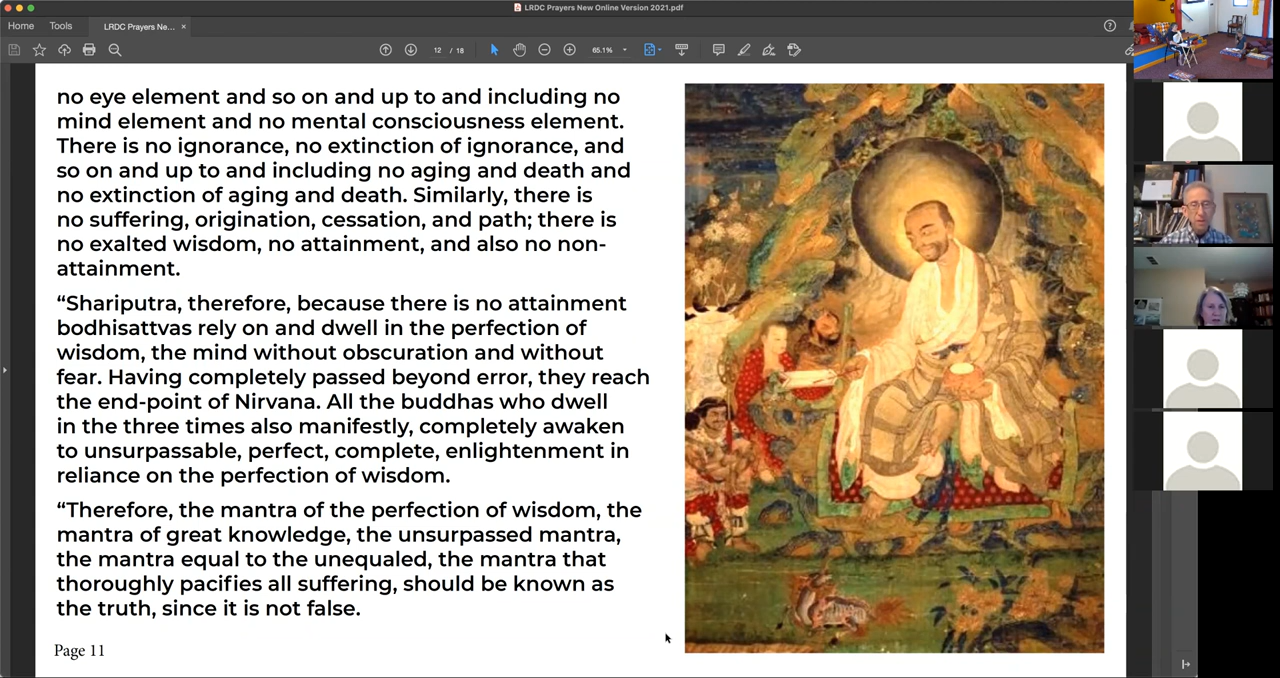 LRDC Prayers New Online Version 2021.pdf
Home
Tools
LRDC Prayers Ne...
12 / 18
65.1%
no eye element and so on and up to and including no
mind element and no mental consciousness element.
There is no ignorance, no extinction of ignorance, and
so on and up to and including no aging and death and
no extinction of aging and death. Similarly, there is
no suffering, origination, cessation, and path; there is
no exalted wisdom, no attainment, and also no non-
attainment.
“Shariputra, therefore, because there is no attainment
bodhisattvas rely on and dwell in the perfection of
wisdom, the mind without obscuration and without
fear. Having completely passed beyond error, they reach
the end-point of Nirvana. All the buddhas who dwell
in the three times also manifestly, completely awaken
to unsurpassable, perfect, complete, enlightenment in
reliance on the perfection of wisdom.
“Therefore, the mantra of the perfection of wisdom, the
mantra of great knowledge, the unsurpassed mantra,
the mantra equal to the unequaled, the mantra that
thoroughly pacifies all suffering, should be known as
the truth, since it is not false.
Page 11